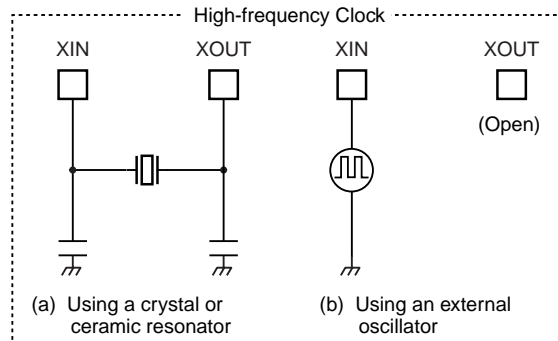 High-frequency Clock
XIN XOUT XIN XOUT
(Open)
(a) Using a crystal or
ceramic resonator
(b) Using an external
oscillator